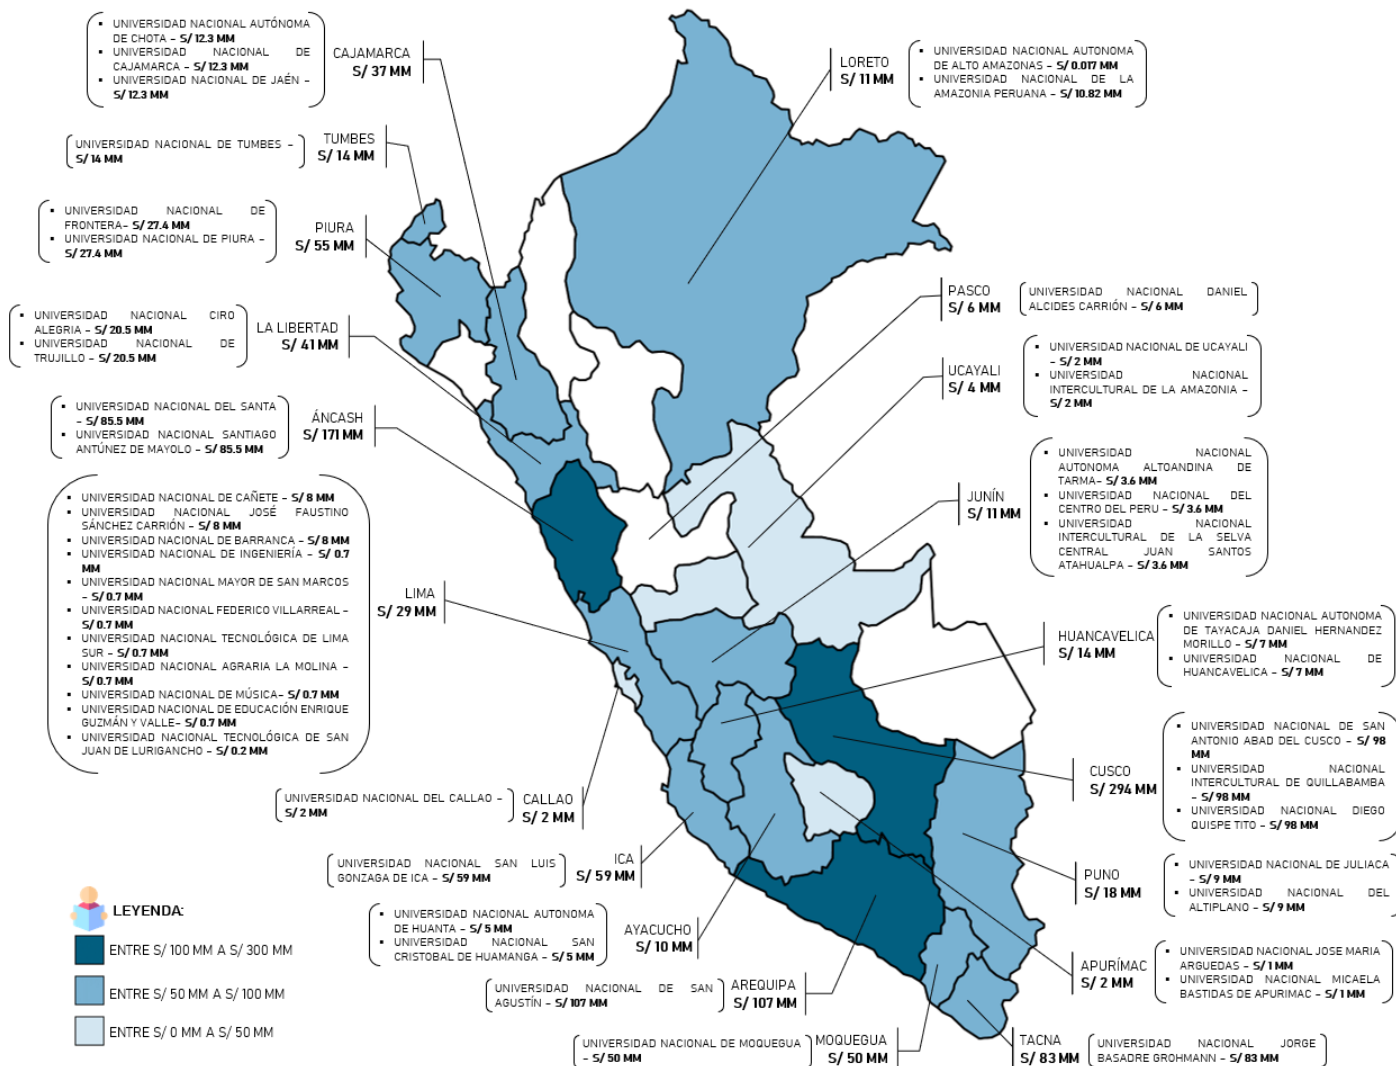 UNIVERSIDAD NACIONAL AUTÓNOMA
DE CHOTA – S/ 12.3 MM
UNIVERSIDAD NACIONAL DE
CAJAMARCA – S/ 12.3 MM
UNIVERSIDAD NACIONAL DE JAÉN –
S/ 12.3 MM
CAJAMARCA
S/ 37 MM
LORETO
S/ 11 MM
UNIVERSIDAD NACIONAL AUTONOMA
DE ALTO AMAZONAS – S/ 0.017 MM
UNIVERSIDAD NACIONAL DE LA
AMAZONIA PERUANA – S/ 10.82 MM
UNIVERSIDAD NACIONAL DE TUMBES –
S/ 14 MM
TUMBES
S/ 14 MM
UNIVERSIDAD NACIONAL DE
FRONTERA– S/ 27.4 MM
UNIVERSIDAD NACIONAL DE PIURA –
S/ 27.4 MM
PIURA
S/ 55 MM
PASCO
S/ 6 MM
UNIVERSIDAD NACIONAL DANIEL
ALCIDES CARRIÓN – S/ 6 MM
UNIVERSIDAD NACIONAL CIRO
ALEGRIA – S/ 20.5 MM
UNIVERSIDAD NACIONAL DE
TRUJILLO – S/ 20.5 MM
LA LIBERTAD
S/ 41 MM
UCAYALI
S/ 4 MM
UNIVERSIDAD NACIONAL DE UCAYALI
– S/ 2 MM
UNIVERSIDAD NACIONAL
INTERCULTURAL DE LA AMAZONIA –
S/ 2 MM
UNIVERSIDAD NACIONAL DEL SANTA
– S/ 85.5 MM
UNIVERSIDAD NACIONAL SANTIAGO
ANTÚNEZ DE MAYOLO – S/ 85.5 MM
ÁNCASH
S/ 171 MM
JUNÍN
S/ 11 MM
UNIVERSIDAD NACIONAL
AUTONOMA ALTOANDINA DE
TARMA– S/ 3.6 MM
UNIVERSIDAD NACIONAL DEL
CENTRO DEL PERU – S/ 3.6 MM
UNIVERSIDAD NACIONAL
INTERCULTURAL DE LA SELVA
CENTRAL JUAN SANTOS
ATAHUALPA – S/ 3.6 MM
UNIVERSIDAD NACIONAL DE CAÑETE – S/ 8 MM
UNIVERSIDAD NACIONAL JOSÉ FAUSTINO
SÁNCHEZ CARRIÓN – S/ 8 MM
UNIVERSIDAD NACIONAL DE BARRANCA – S/ 8 MM
UNIVERSIDAD NACIONAL DE INGENIERÍA – S/ 0.7
MM
UNIVERSIDAD NACIONAL MAYOR DE SAN MARCOS
– S/ 0.7 MM
UNIVERSIDAD NACIONAL FEDERICO VILLARREAL –
S/ 0.7 MM
UNIVERSIDAD NACIONAL TECNOLÓGICA DE LIMA
SUR – S/ 0.7 MM
UNIVERSIDAD NACIONAL AGRARIA LA MOLINA –
S/ 0.7 MM
UNIVERSIDAD NACIONAL DE MÚSICA– S/ 0.7 MM
UNIVERSIDAD NACIONAL DE EDUCACIÓN ENRIQUE
GUZMÁN Y VALLE– S/ 0.7 MM
UNIVERSIDAD NACIONAL TECNOLÓGICA DE SAN
JUAN DE LURIGANCHO – S/ 0.2 MM
LIMA
S/ 29 MM
HUANCAVELICA
S/ 14 MM
UNIVERSIDAD NACIONAL AUTONOMA
DE TAYACAJA DANIEL HERNANDEZ
MORILLO – S/ 7 MM
UNIVERSIDAD NACIONAL DE
HUANCAVELICA – S/ 7 MM
CUSCO
S/ 294 MM
UNIVERSIDAD NACIONAL DE SAN
ANTONIO ABAD DEL CUSCO – S/ 98
MM
UNIVERSIDAD NACIONAL
INTERCULTURAL DE QUILLABAMBA
– S/ 98 MM
UNIVERSIDAD NACIONAL DIEGO
QUISPE TITO – S/ 98 MM
UNIVERSIDAD NACIONAL DEL CALLAO –
S/ 2 MM
CALLAO
S/ 2 MM
UNIVERSIDAD NACIONAL SAN LUIS
GONZAGA DE ICA – S/ 59 MM
ICA
S/ 59 MM
PUNO
S/ 18 MM
UNIVERSIDAD NACIONAL DE JULIACA
– S/ 9 MM
UNIVERSIDAD NACIONAL DEL
ALTIPLANO – S/ 9 MM
UNIVERSIDAD NACIONAL AUTONOMA
DE HUANTA – S/ 5 MM
UNIVERSIDAD NACIONAL SAN
CRISTOBAL DE HUAMANGA – S/ 5 MM
AYACUCHO
S/ 10 MM
APURÍMAC
S/ 2 MM
UNIVERSIDAD NACIONAL JOSE MARIA
ARGUEDAS – S/ 1 MM
UNIVERSIDAD NACIONAL MICAELA
BASTIDAS DE APURIMAC – S/ 1 MM
UNIVERSIDAD NACIONAL DE SAN
AGUSTÍN – S/ 107 MM
AREQUIPA
S/ 107 MM
UNIVERSIDAD NACIONAL DE MOQUEGUA
– S/ 50 MM
MOQUEGUA
S/ 50 MM
TACNA
S/ 83 MM
UNIVERSIDAD NACIONAL JORGE
BASADRE GROHMANN – S/ 83 MM
LEYENDA:
ENTRE S/ 100 MM A S/ 300 MM
ENTRE S/ 50 MM A S/ 100 MM
ENTRE S/ 0 MM A S/ 50 MM